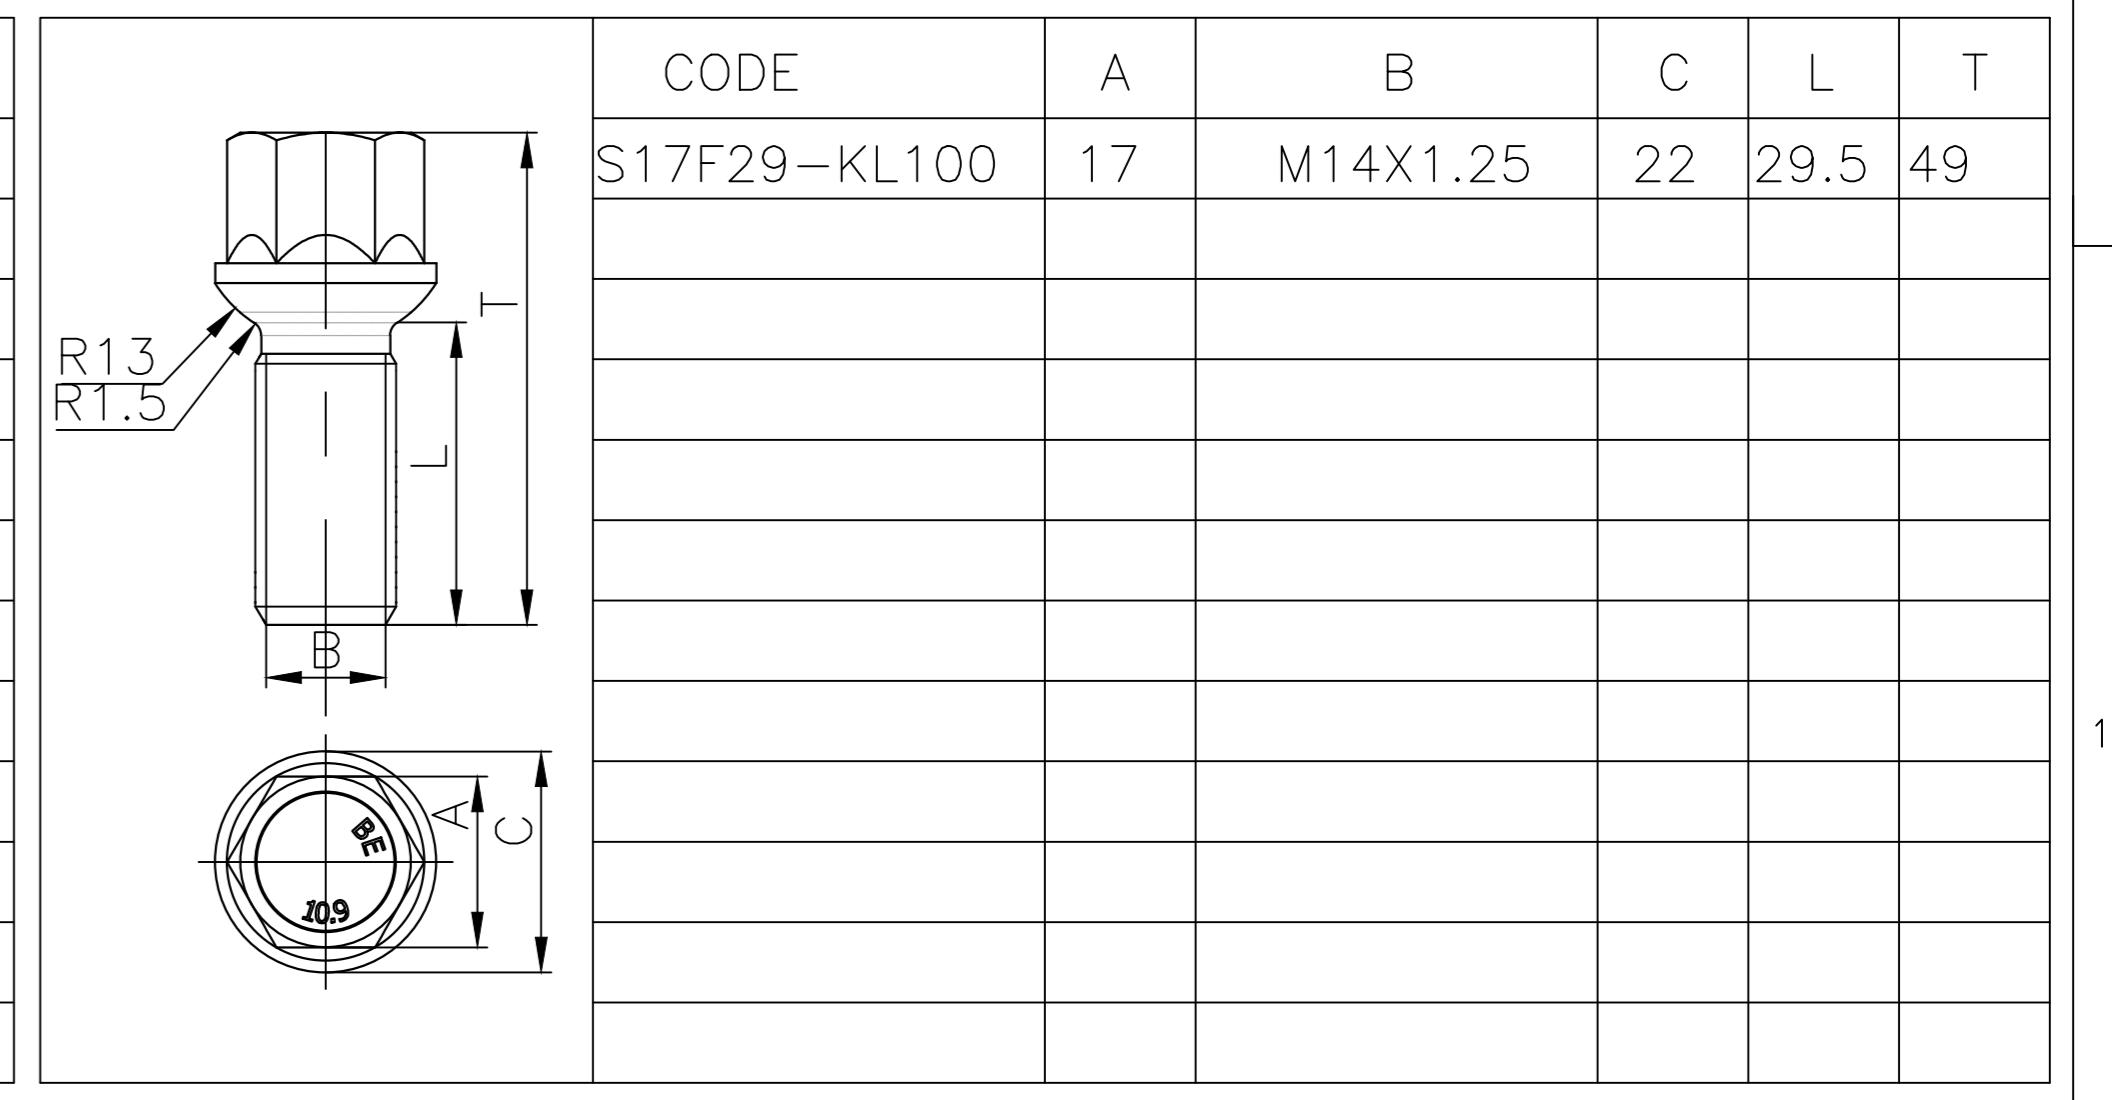 CODE A B C L T
S17F29-KL100 17 M14X1.25 22 29.5 49
T
R13
R1.5
L
B
A
C
BE
10.9
1